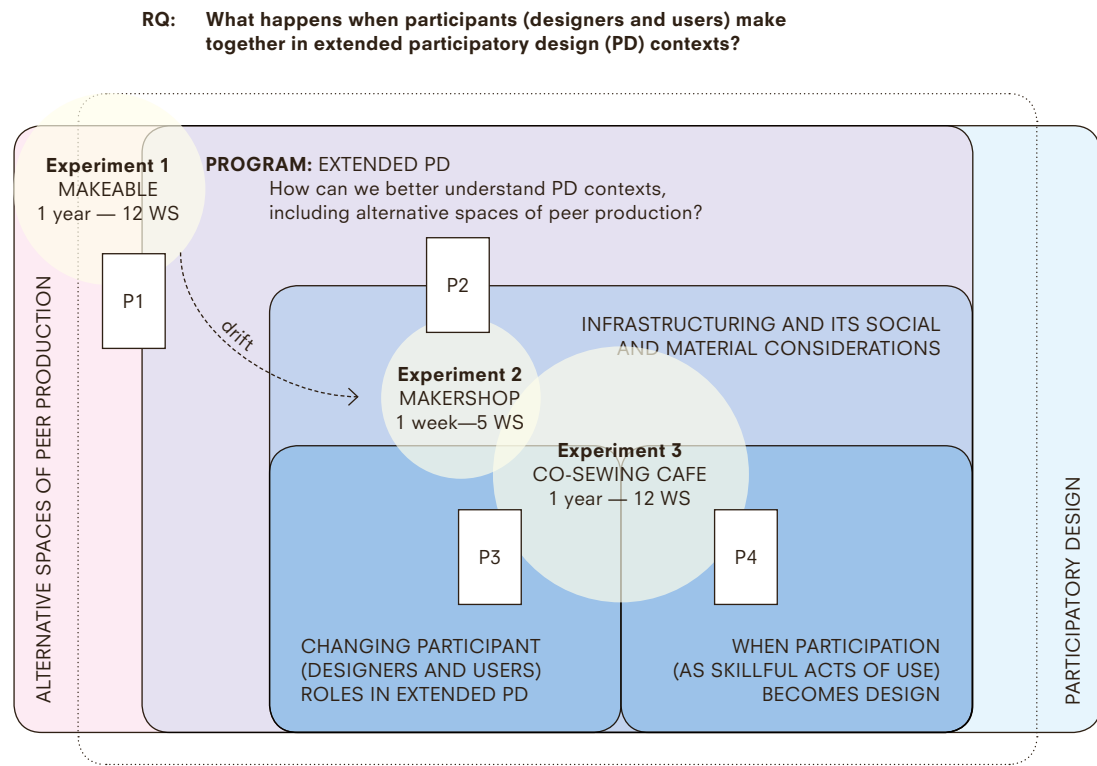 RQ: What happens when participants (designers and users) make
together in extended participatory design (PD) contexts?
Experiment 1
MAKEABLE
1 year — 12 WS
PROGRAM: EXTENDED PD
How can we better understand PD contexts,
including alternative spaces of peer production?
P1
P2
drift
INFRASTRUCTURING AND ITS SOCIAL
AND MATERIAL CONSIDERATIONS
Experiment 2
MAKERSHOP
1 week—5 WS
Experiment 3
CO-SEWING CAFE
1 year — 12 WS
P3
P4
CHANGING PARTICIPANT
(DESIGNERS AND USERS)
ROLES IN EXTENDED PD
WHEN PARTICIPATION
(AS SKILLFUL ACTS OF USE)
BECOMES DESIGN
ALTERNATIVE SPACES OF PEER PRODUCTION
PARTICIPATORY DESIGN